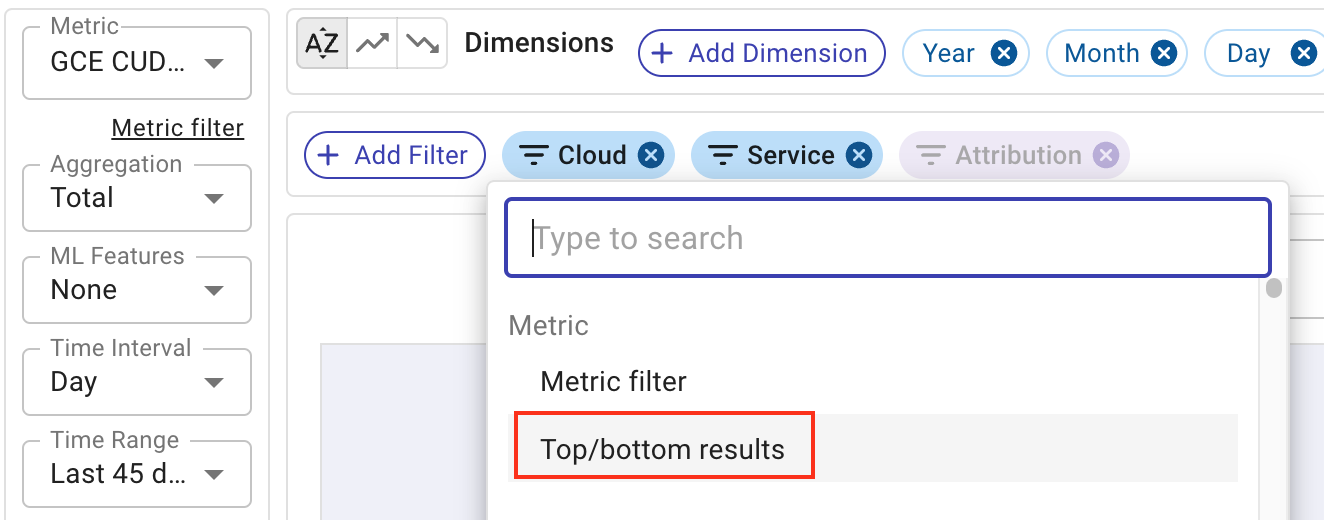 Metric
GCE CUD...
Metric filter
Aggregation
Total
ML Features
None
Time Interval
Day
Time Range
Last 45 d...
AZ
Dimensions
+ Add Dimension
Year
Month
Day
+ Add Filter
Cloud
Service
Attribution
Type to search
Metric
Metric filter
Top/bottom results